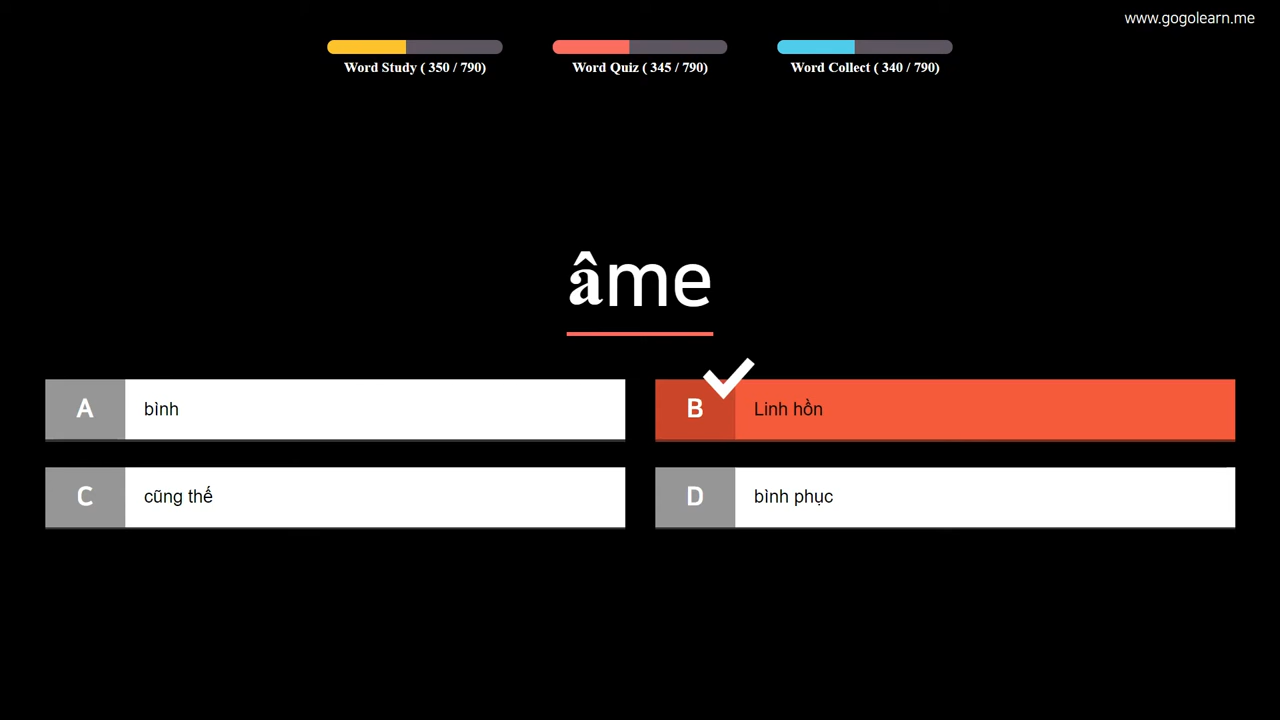 www.gogolearn.me
Word Study ( 350 / 790)
Word Quiz ( 345 / 790)
Word Collect ( 340 / 790)
âme
A bình
B Linh hồn
C cũng thế
D bình phục